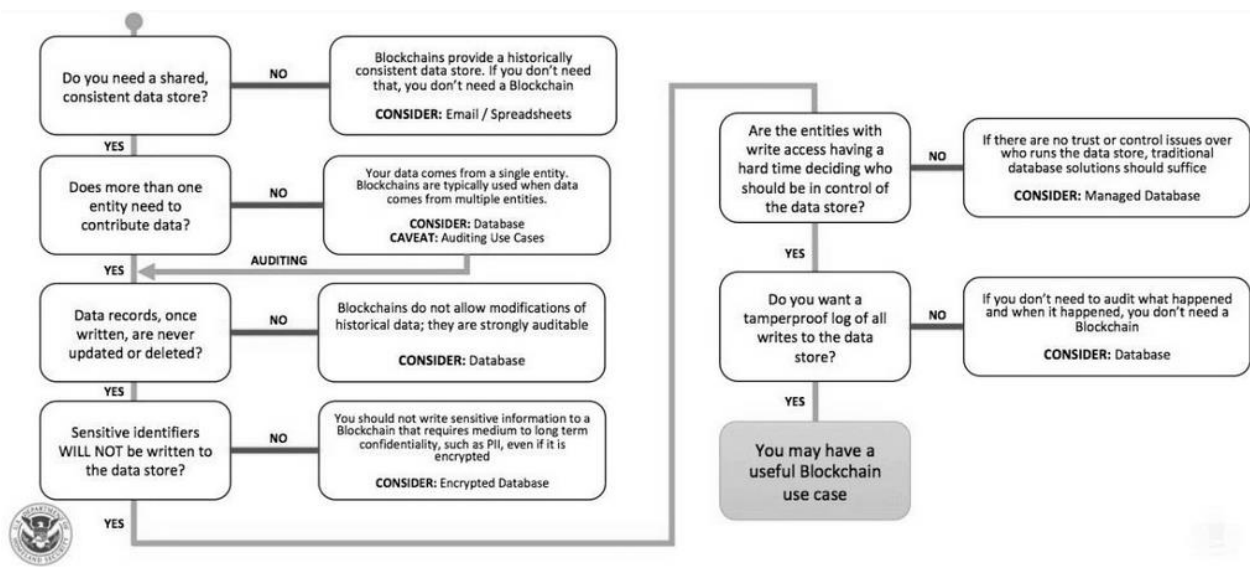 Do you need a shared,
consistent data store?
NO
Blockchains provide a historically
consistent data store. If you don't need
that, you don't need a Blockchain
CONSIDER: Email / Spreadsheets
YES
Does more than one
entity need to
contribute data?
NO
Your data comes from a single entity.
Blockchains are typically used when data
comes from multiple entities.
CONSIDER: Database
CAVEAT: Auditing Use Cases
AUDITING
YES
Data records, once
written, are never
updated or deleted?
NO
Blockchains do not allow modifications of
historical data; they are strongly auditable
CONSIDER: Database
YES
Sensitive identifiers
WILL NOT be written to
the data store?
NO
You should not write sensitive information to a
Blockchain that requires medium to long term
confidentiality, such as PII, even if it is
encrypted
CONSIDER: Encrypted Database
YES
Are the entities with
write access having a
hard time deciding who
should be in control of
the data store?
NO
If there are no trust or control issues over
who runs the data store, traditional
database solutions should suffice
CONSIDER: Managed Database
YES
Do you want a
tamperproof log of all
writes to the data
store?
NO
If you don't need to audit what happened
and when it happened, you don't need a
Blockchain
CONSIDER: Database
YES
You may have a
useful Blockchain
use case
U.S. DEPARTMENT OF
HOMELAND SECURITY